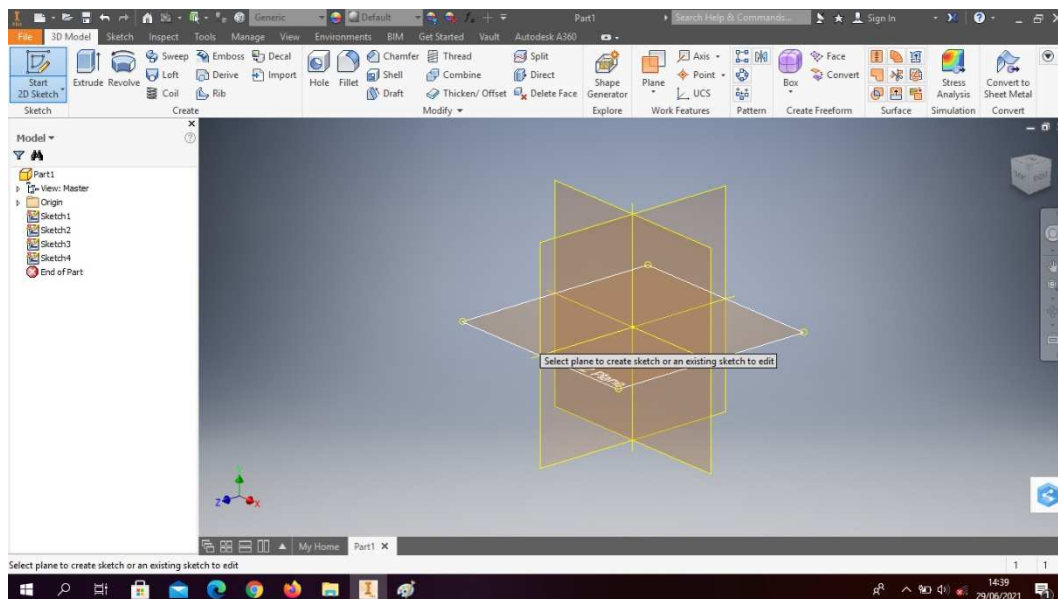 Generic Default Part1 Search Help & Commands... Sign In
File 3D Model Sketch Inspect Tools Manage View Environments BIM Get Started Vault Autodesk A360
Start 2D Sketch Extrude Revolve Sweep Emboss Decal Hole Fillet Chamfer Thread Split Shape Generator Plane Axis Box Face Stress Analysis Convert to Sheet Metal
Loft Derive Import Shell Combine Direct Point Convert
Coil Rib Draft Thicken/ Offset Delete Face UCS
Sketch Create Modify Explore Work Features Pattern Create Freeform Surface Simulation Convert
Model
Part1
View: Master
Origin
Sketch1
Sketch2
Sketch3
Sketch4
End of Part
Select plane to create sketch or an existing sketch to edit
Plane
Y
Z X
My Home Part1
Select plane to create sketch or an existing sketch to edit 1 1
14:39
29/06/2021